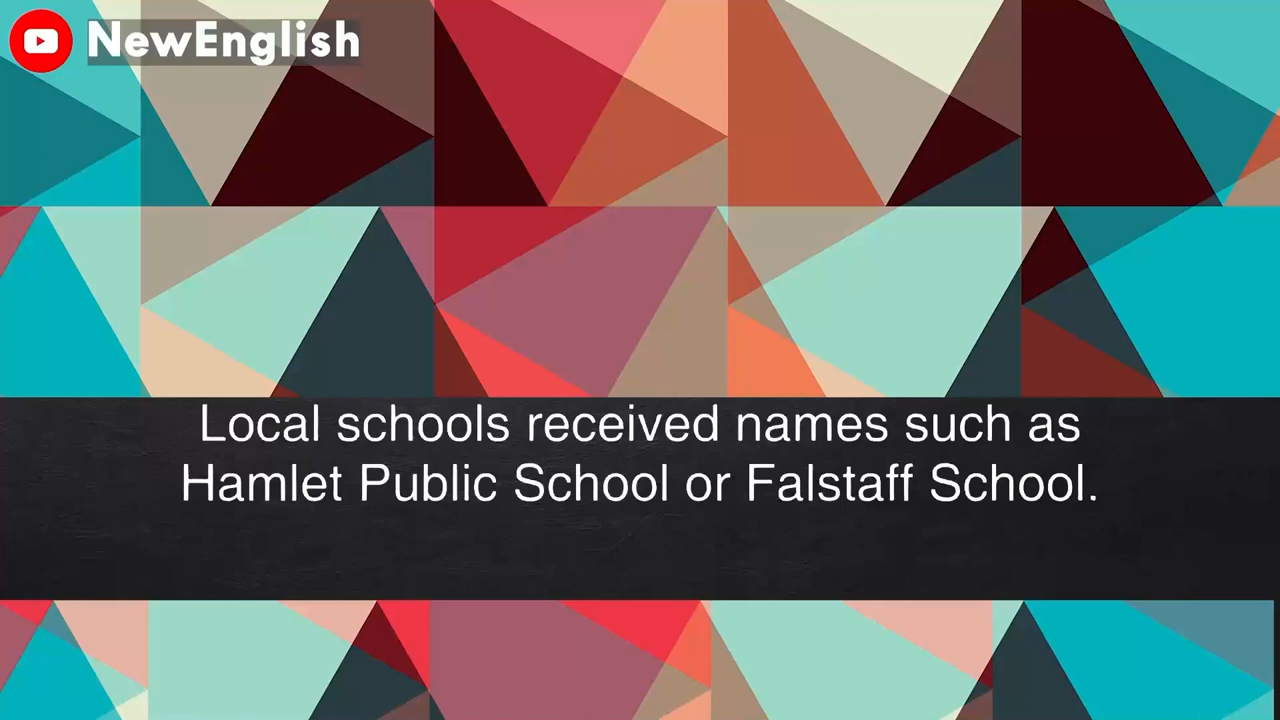 NewEnglish
Local schools received names such as
Hamlet Public School or Falstaff School.